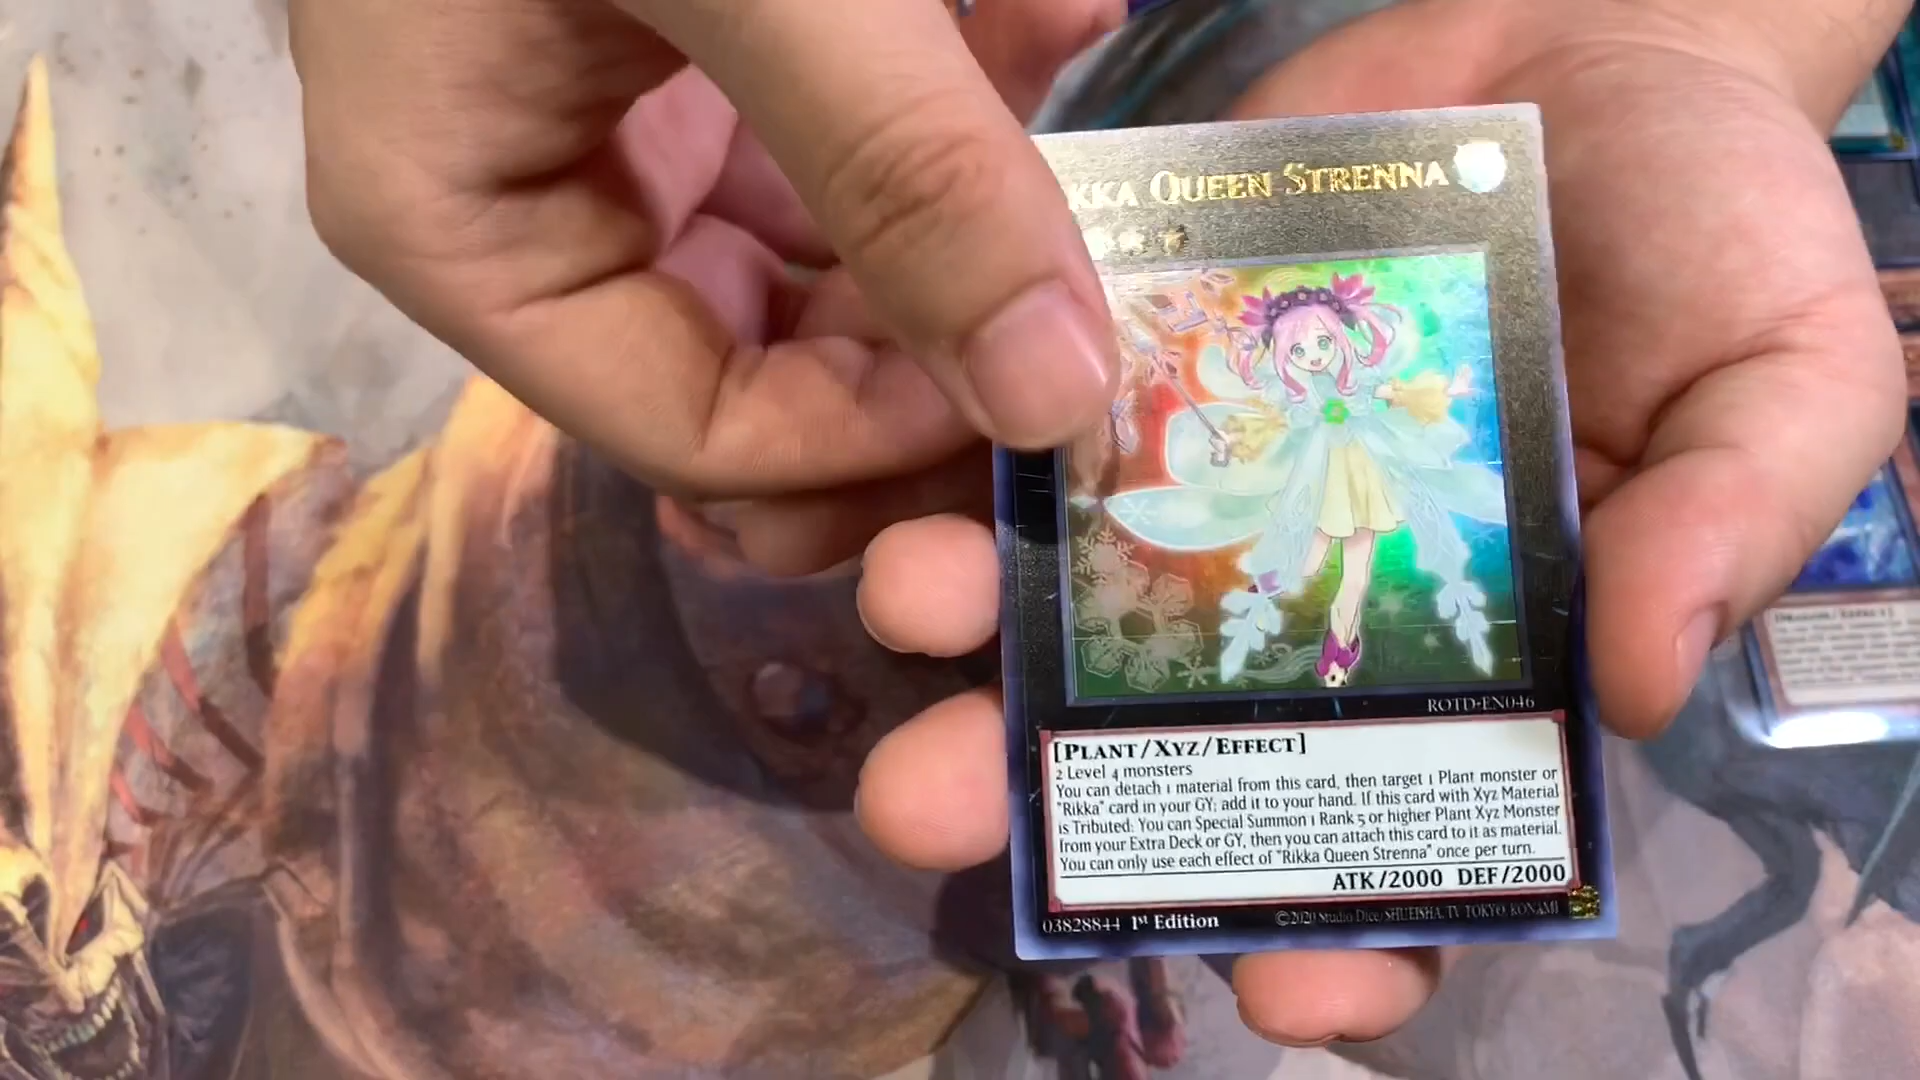 KKA QUEEN STRENNA
ROTD-EN046
[PLANT/XYZ/EFFECT]
2 Level 4 monsters
You can detach 1 material from this card, then target 1 Plant monster or
"Rikka" card in your GY; add it to your hand. If this card with Xyz Material
is Tributed: You can Special Summon 1 Rank 5 or higher Plant Xyz Monster
from your Extra Deck or GY, then you can attach this card to it as material.
You can only use each effect of "Rikka Queen Strenna" once per turn.
ATK/2000 DEF/2000
03828844 1st Edition ©2020 Studio Dice/SHUEISHA, TV TOKYO, KONAMI